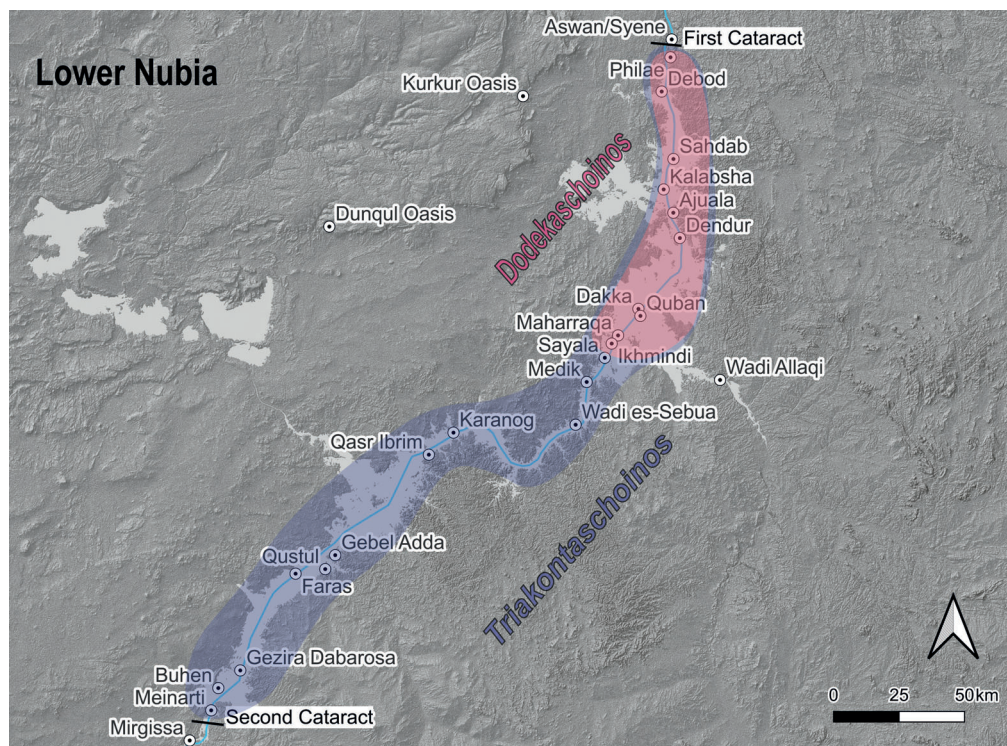 Lower Nubia
Aswan/Syene
First Cataract
Philae
Debod
Kurkur Oasis
Sahdab
Kalabsha
Ajuala
Dendur
Dodekaschoinos
Dunqul Oasis
Dakka
Quban
Maharraqa
Sayala
Ikhmindi
Medik
Wadi Allaqi
Wadi es-Sebua
Karanog
Qasr Ibrim
Triakontaschoinos
Gebel Adda
Qustul
Faras
Gezira Dabarosa
Buhen
Meinarti
Second Cataract
Mirgissa
0 25 50 km